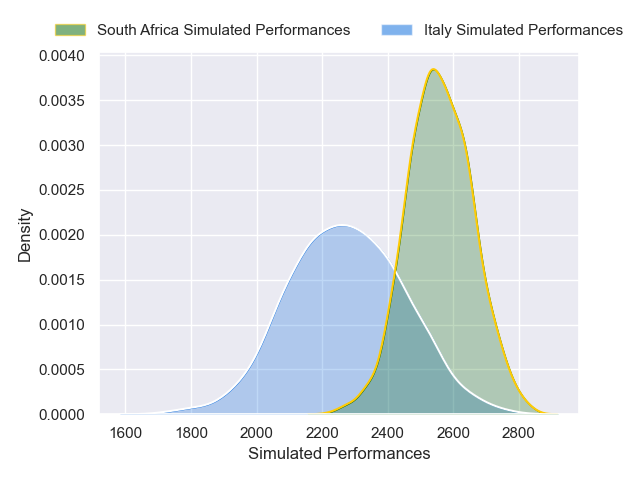 South Africa Simulated Performances   Italy Simulated Performances
0.0040
0.0035
0.0030
0.0025
0.0020
0.0015
0.0010
0.0005
0.0000
Density
1600 1800 2000 2200 2400 2600 2800
Simulated Performances